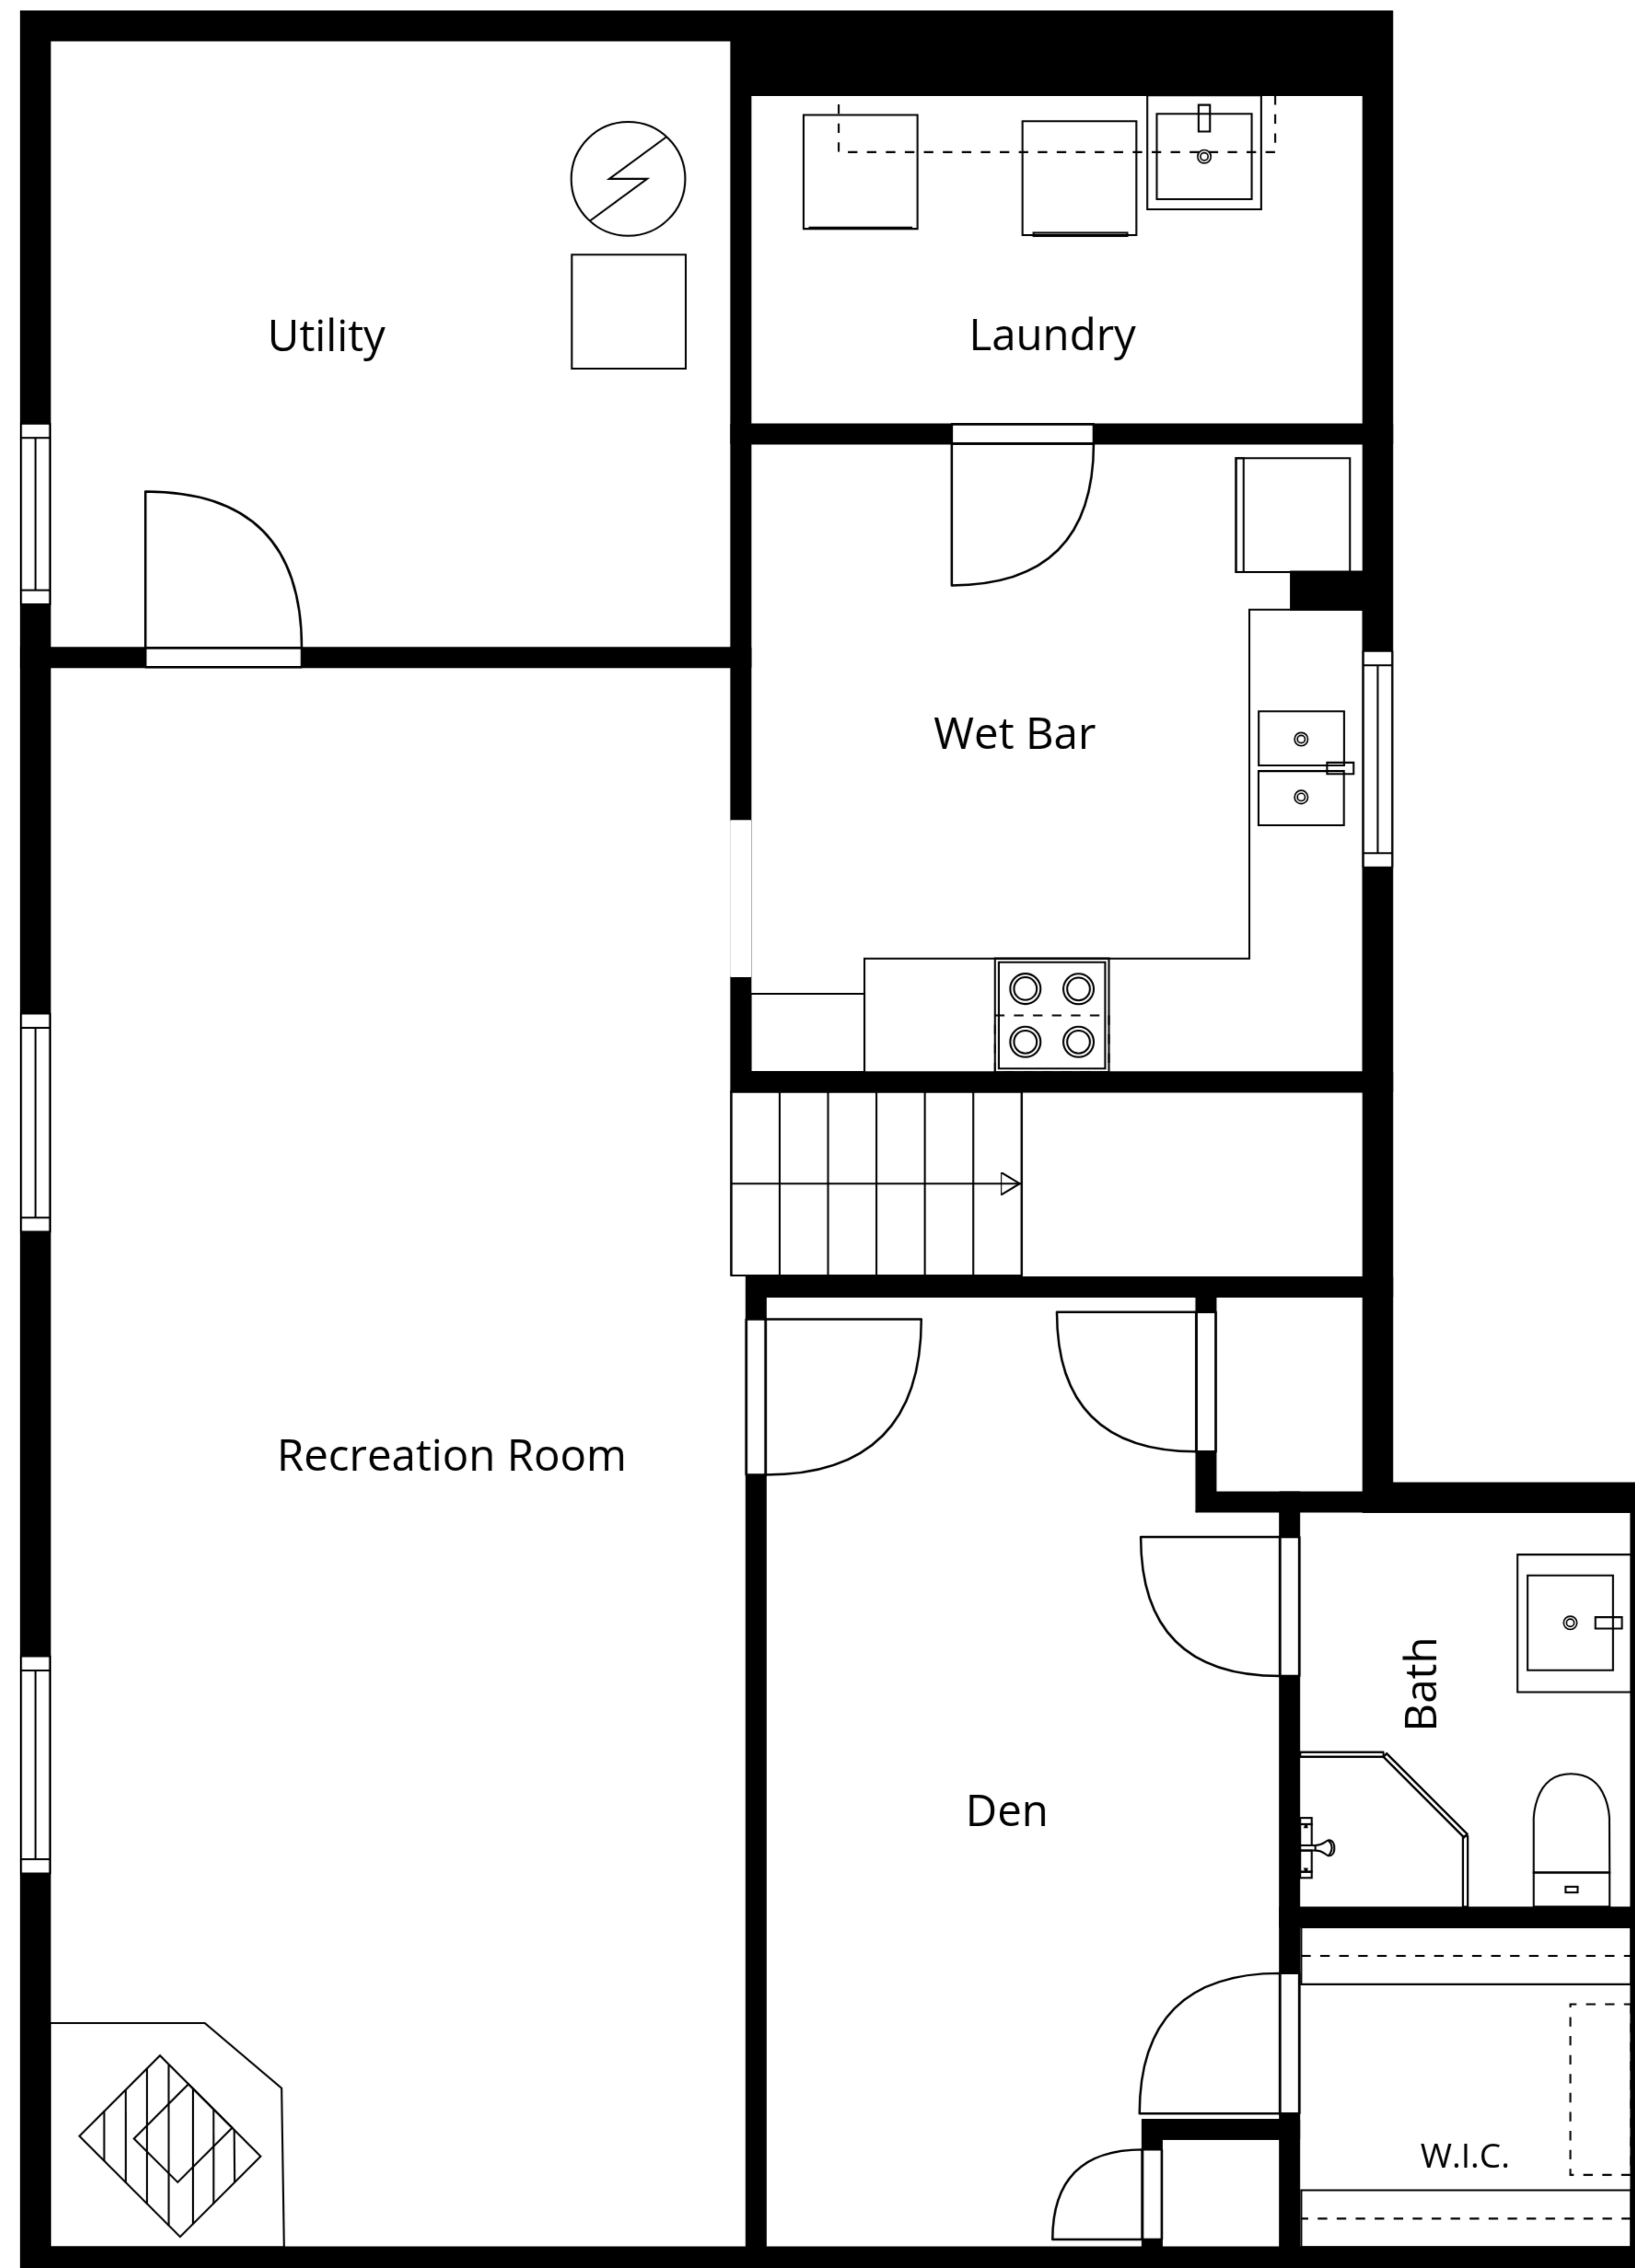 Utility
Laundry
Wet Bar
Recreation Room
Bath
Den
W.I.C.